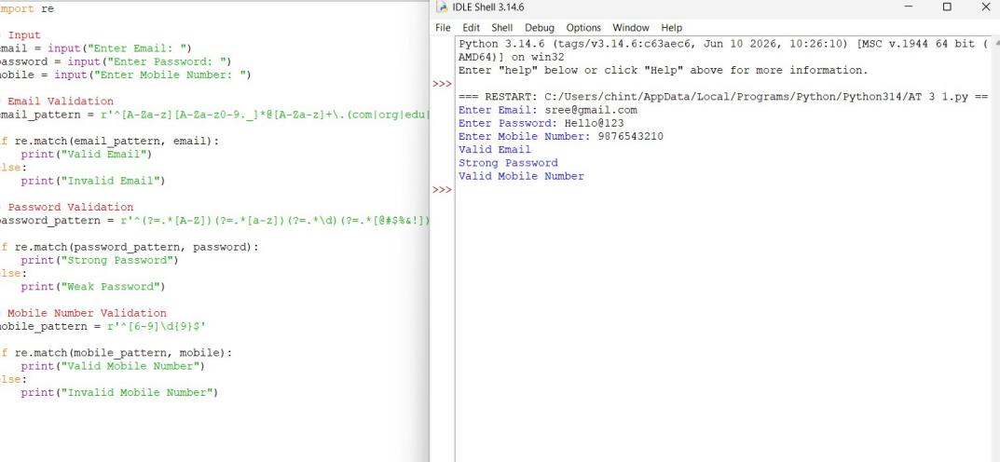 mport re
Input
mail = input("Enter Email: ")
assword = input("Enter Password: ")
obile = input("Enter Mobile Number: ")
Email Validation
mail_pattern = r'^[A-Za-z][A-Za-z0-9._]*@[A-Za-z]+\.(com|org|edu|
f re.match(email_pattern, email):
print("Valid Email")
lse:
print("Invalid Email")
Password Validation
assword_pattern = r'^(?=.*[A-Z])(?=.*[a-z])(?=.*\d)(?=.*[@#$%&!])
f re.match(password_pattern, password):
print("Strong Password")
lse:
print("Weak Password")
Mobile Number Validation
obile_pattern = r'^[6-9]\d{9}$'
f re.match(mobile_pattern, mobile):
print("Valid Mobile Number")
lse:
print("Invalid Mobile Number")
IDLE Shell 3.14.6
File Edit Shell Debug Options Window Help
Python 3.14.6 (tags/v3.14.6:c63aec6, Jun 10 2026, 10:26:10) [MSC v.1944 64 bit (
AMD64)] on win32
Enter "help" below or click "Help" above for more information.
>>>
=== RESTART: C:/Users/chint/AppData/Local/Programs/Python/Python314/AT 3 1.py ==
Enter Email: sree@gmail.com
Enter Password: Hello@123
Enter Mobile Number: 9876543210
Valid Email
Strong Password
Valid Mobile Number
>>>